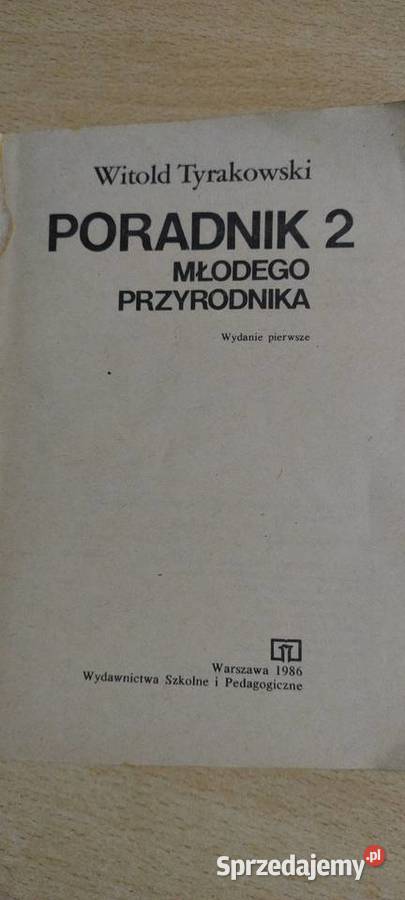 Witold Tyrakowski
PORADNIK 2
MŁODEGO
PRZYRODNIKA
Wydanie pierwsze
Warszawa 1986
Wydawnictwa Szkolne i Pedagogiczne
Sprzedajemy.pl